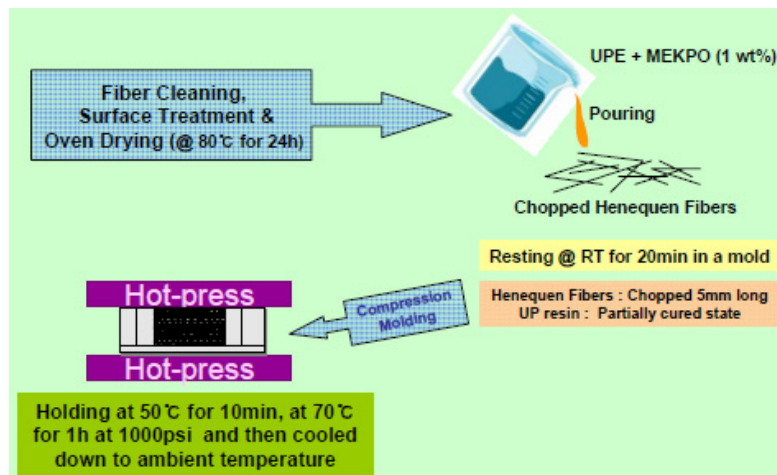 Fiber Cleaning,
Surface Treatment &
Oven Drying (@ 80℃ for 24h)
UPE + MEKPO (1 wt%)
Pouring
Chopped Henequen Fibers
Resting @ RT for 20min in a mold
Henequen Fibers : Chopped 5mm long
UP resin : Partially cured state
Compression
Molding
Hot-press
Hot-press
Holding at 50℃ for 10min, at 70℃
for 1h at 1000psi and then cooled
down to ambient temperature